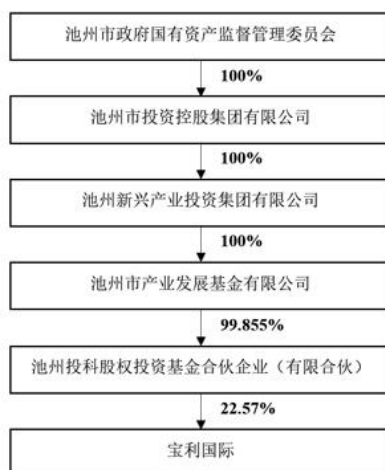 池州市政府国有资产监督管理委员会
100%
池州市投资控股集团有限公司
100%
池州新兴产业投资集团有限公司
100%
池州市产业发展基金有限公司
99.855%
池州投科股权投资基金合伙企业（有限合伙）
22.57%
宝利国际